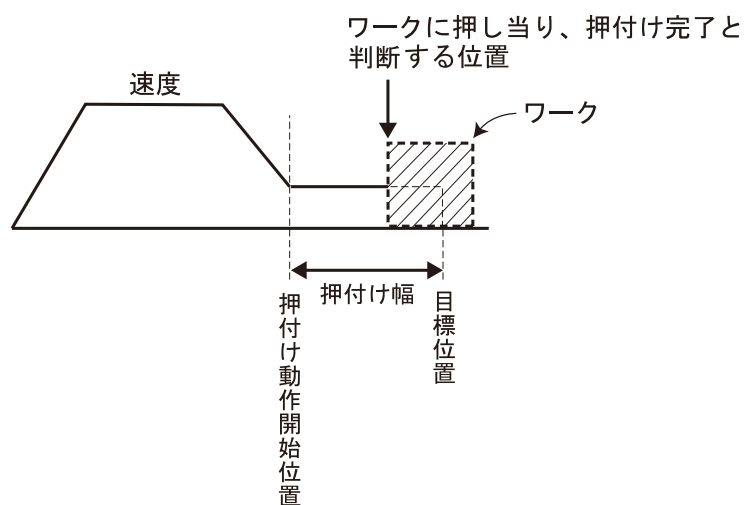 ワークに押し当り、押付け完了と
判断する位置
速度
ワーク
押付け幅
押付け動作開始位置
目標位置